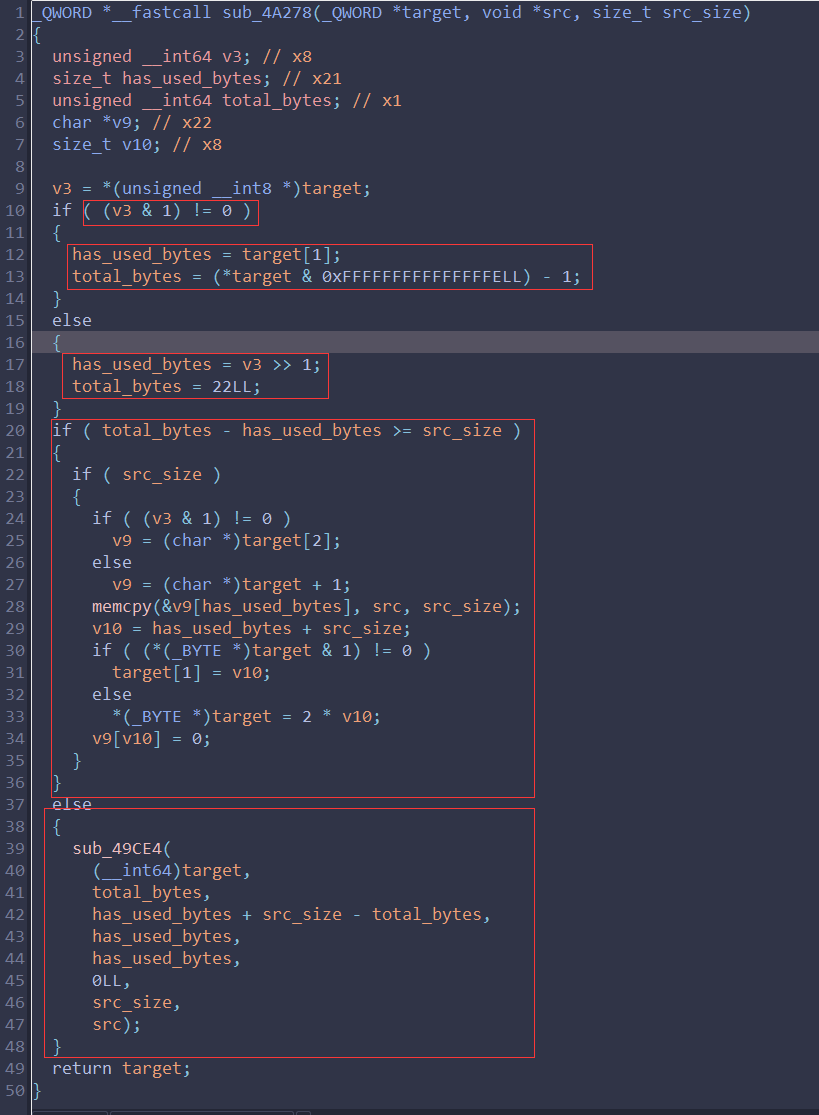 1 _QWORD *__fastcall sub_4A278(_QWORD *target, void *src, size_t src_size)
2 {
3   unsigned __int64 v3; // x8
4   size_t has_used_bytes; // x21
5   unsigned __int64 total_bytes; // x1
6   char *v9; // x22
7   size_t v10; // x8
8
9   v3 = *(unsigned __int8 *)target;
10   if ( (v3 & 1) != 0 )
11   {
12     has_used_bytes = target[1];
13     total_bytes = (*target & 0xFFFFFFFFFFFFFFFELL) - 1;
14   }
15   else
16   {
17     has_used_bytes = v3 >> 1;
18     total_bytes = 22LL;
19   }
20   if ( total_bytes - has_used_bytes >= src_size )
21   {
22     if ( src_size )
23     {
24       if ( (v3 & 1) != 0 )
25         v9 = (char *)target[2];
26       else
27         v9 = (char *)target + 1;
28       memcpy(&v9[has_used_bytes], src, src_size);
29       v10 = has_used_bytes + src_size;
30       if ( (*(_BYTE *)target & 1) != 0 )
31         target[1] = v10;
32       else
33         *(_BYTE *)target = 2 * v10;
34       v9[v10] = 0;
35     }
36   }
37   else
38   {
39     sub_49CE4(
40       (__int64)target,
41       total_bytes,
42       has_used_bytes + src_size - total_bytes,
43       has_used_bytes,
44       has_used_bytes,
45       0LL,
46       src_size,
47       src);
48   }
49   return target;
50 }